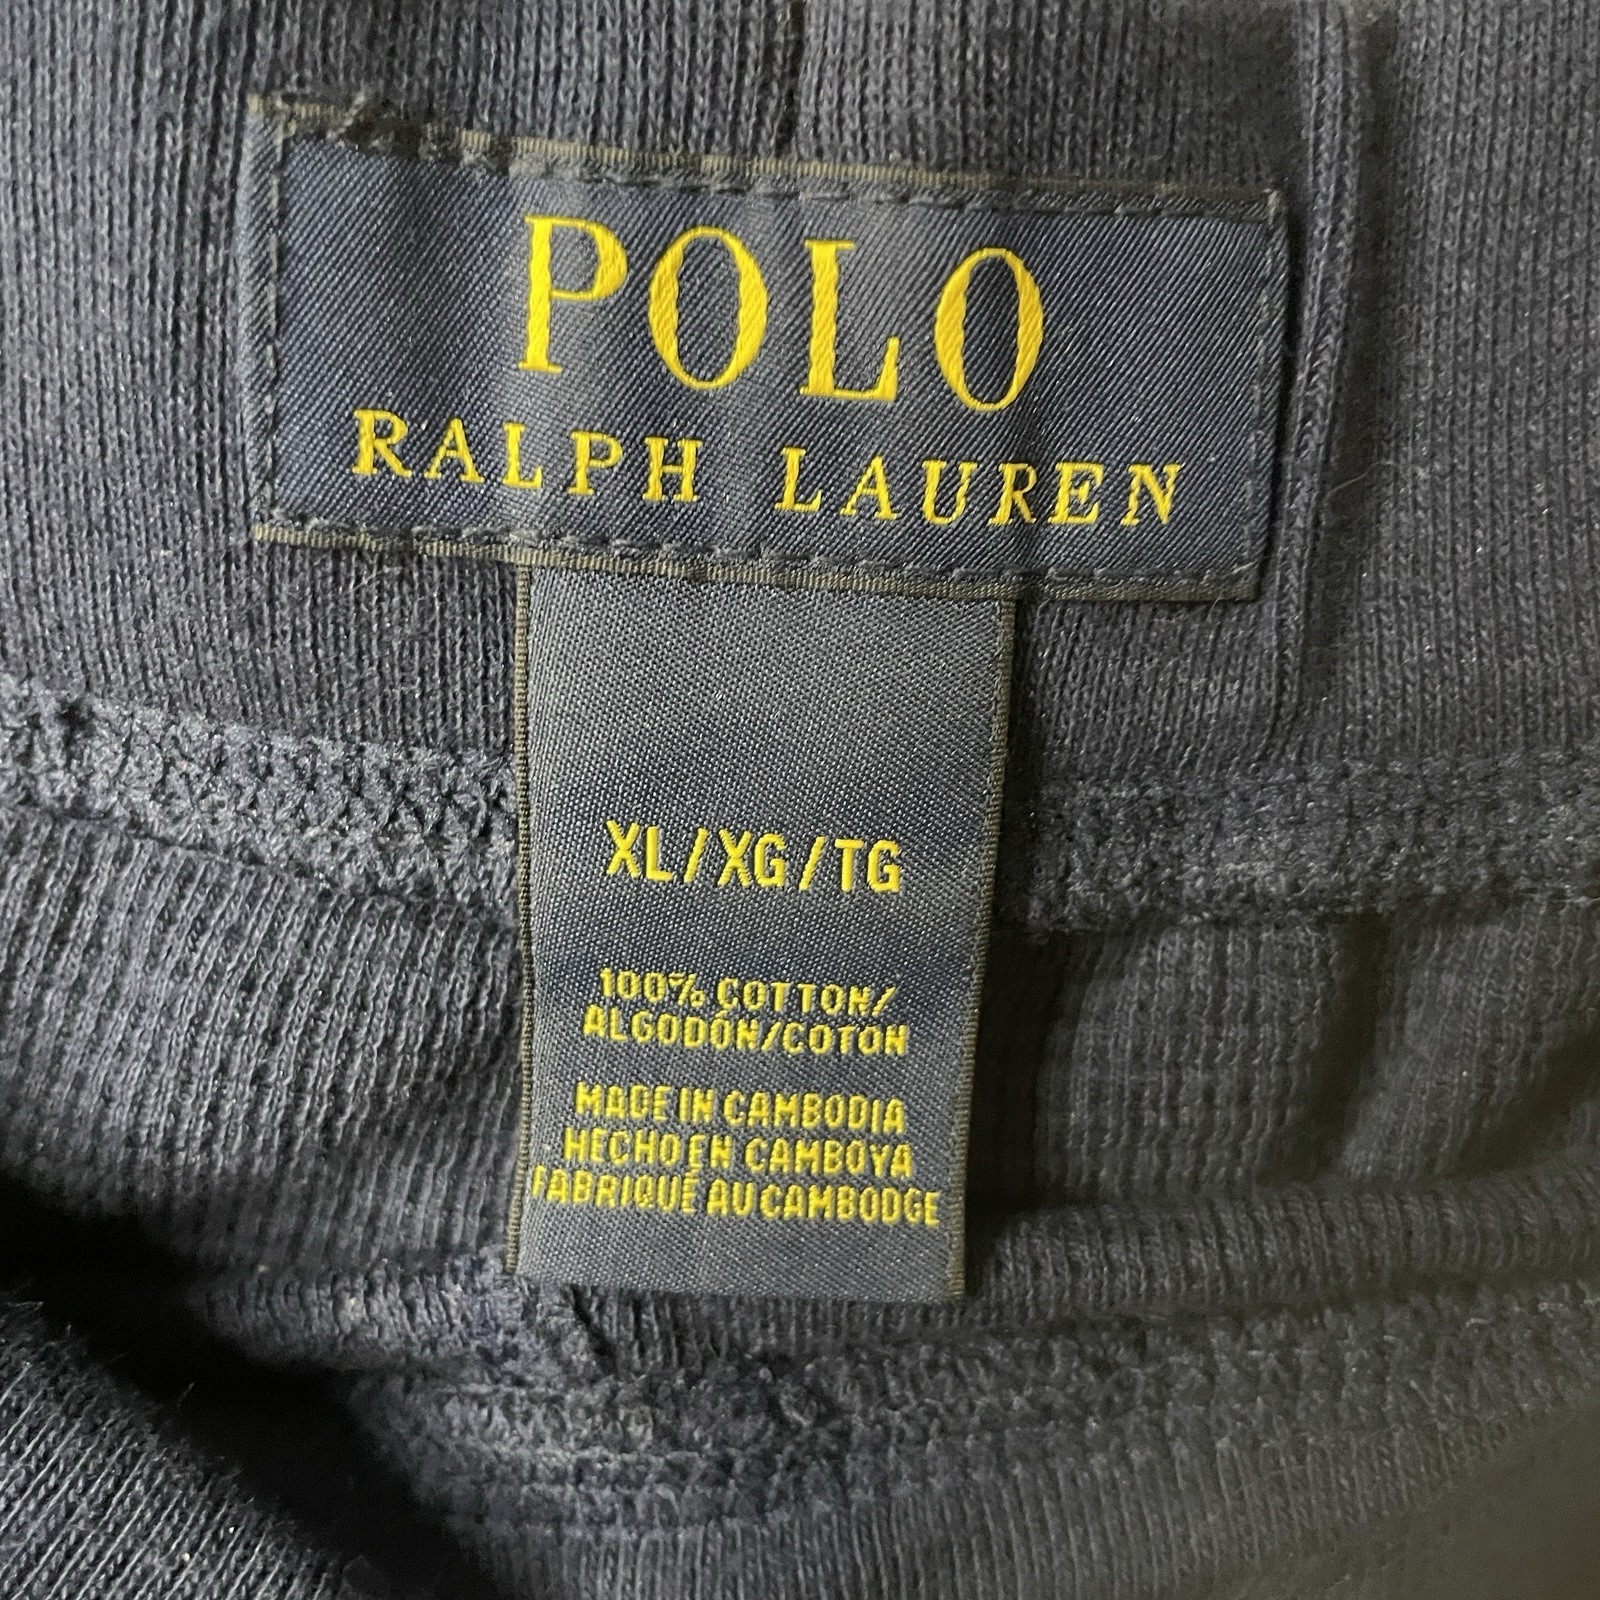 POLO
RALPH LAUREN
XL/XG/TG
100% COTTON/
ALGODÓN/COTON
MADE IN CAMBODIA
HECHO EN CAMBOYA
FABRIQUÉ AU CAMBODGE